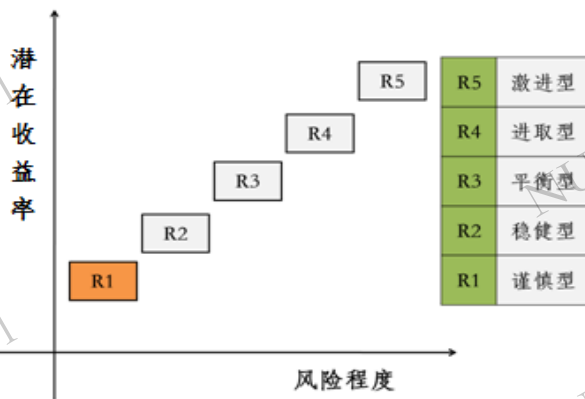 潜在收益率
R5
R4
R3
R2
R1
风险程度
R5 激进型
R4 进取型
R3 平衡型
R2 稳健型
R1 谨慎型